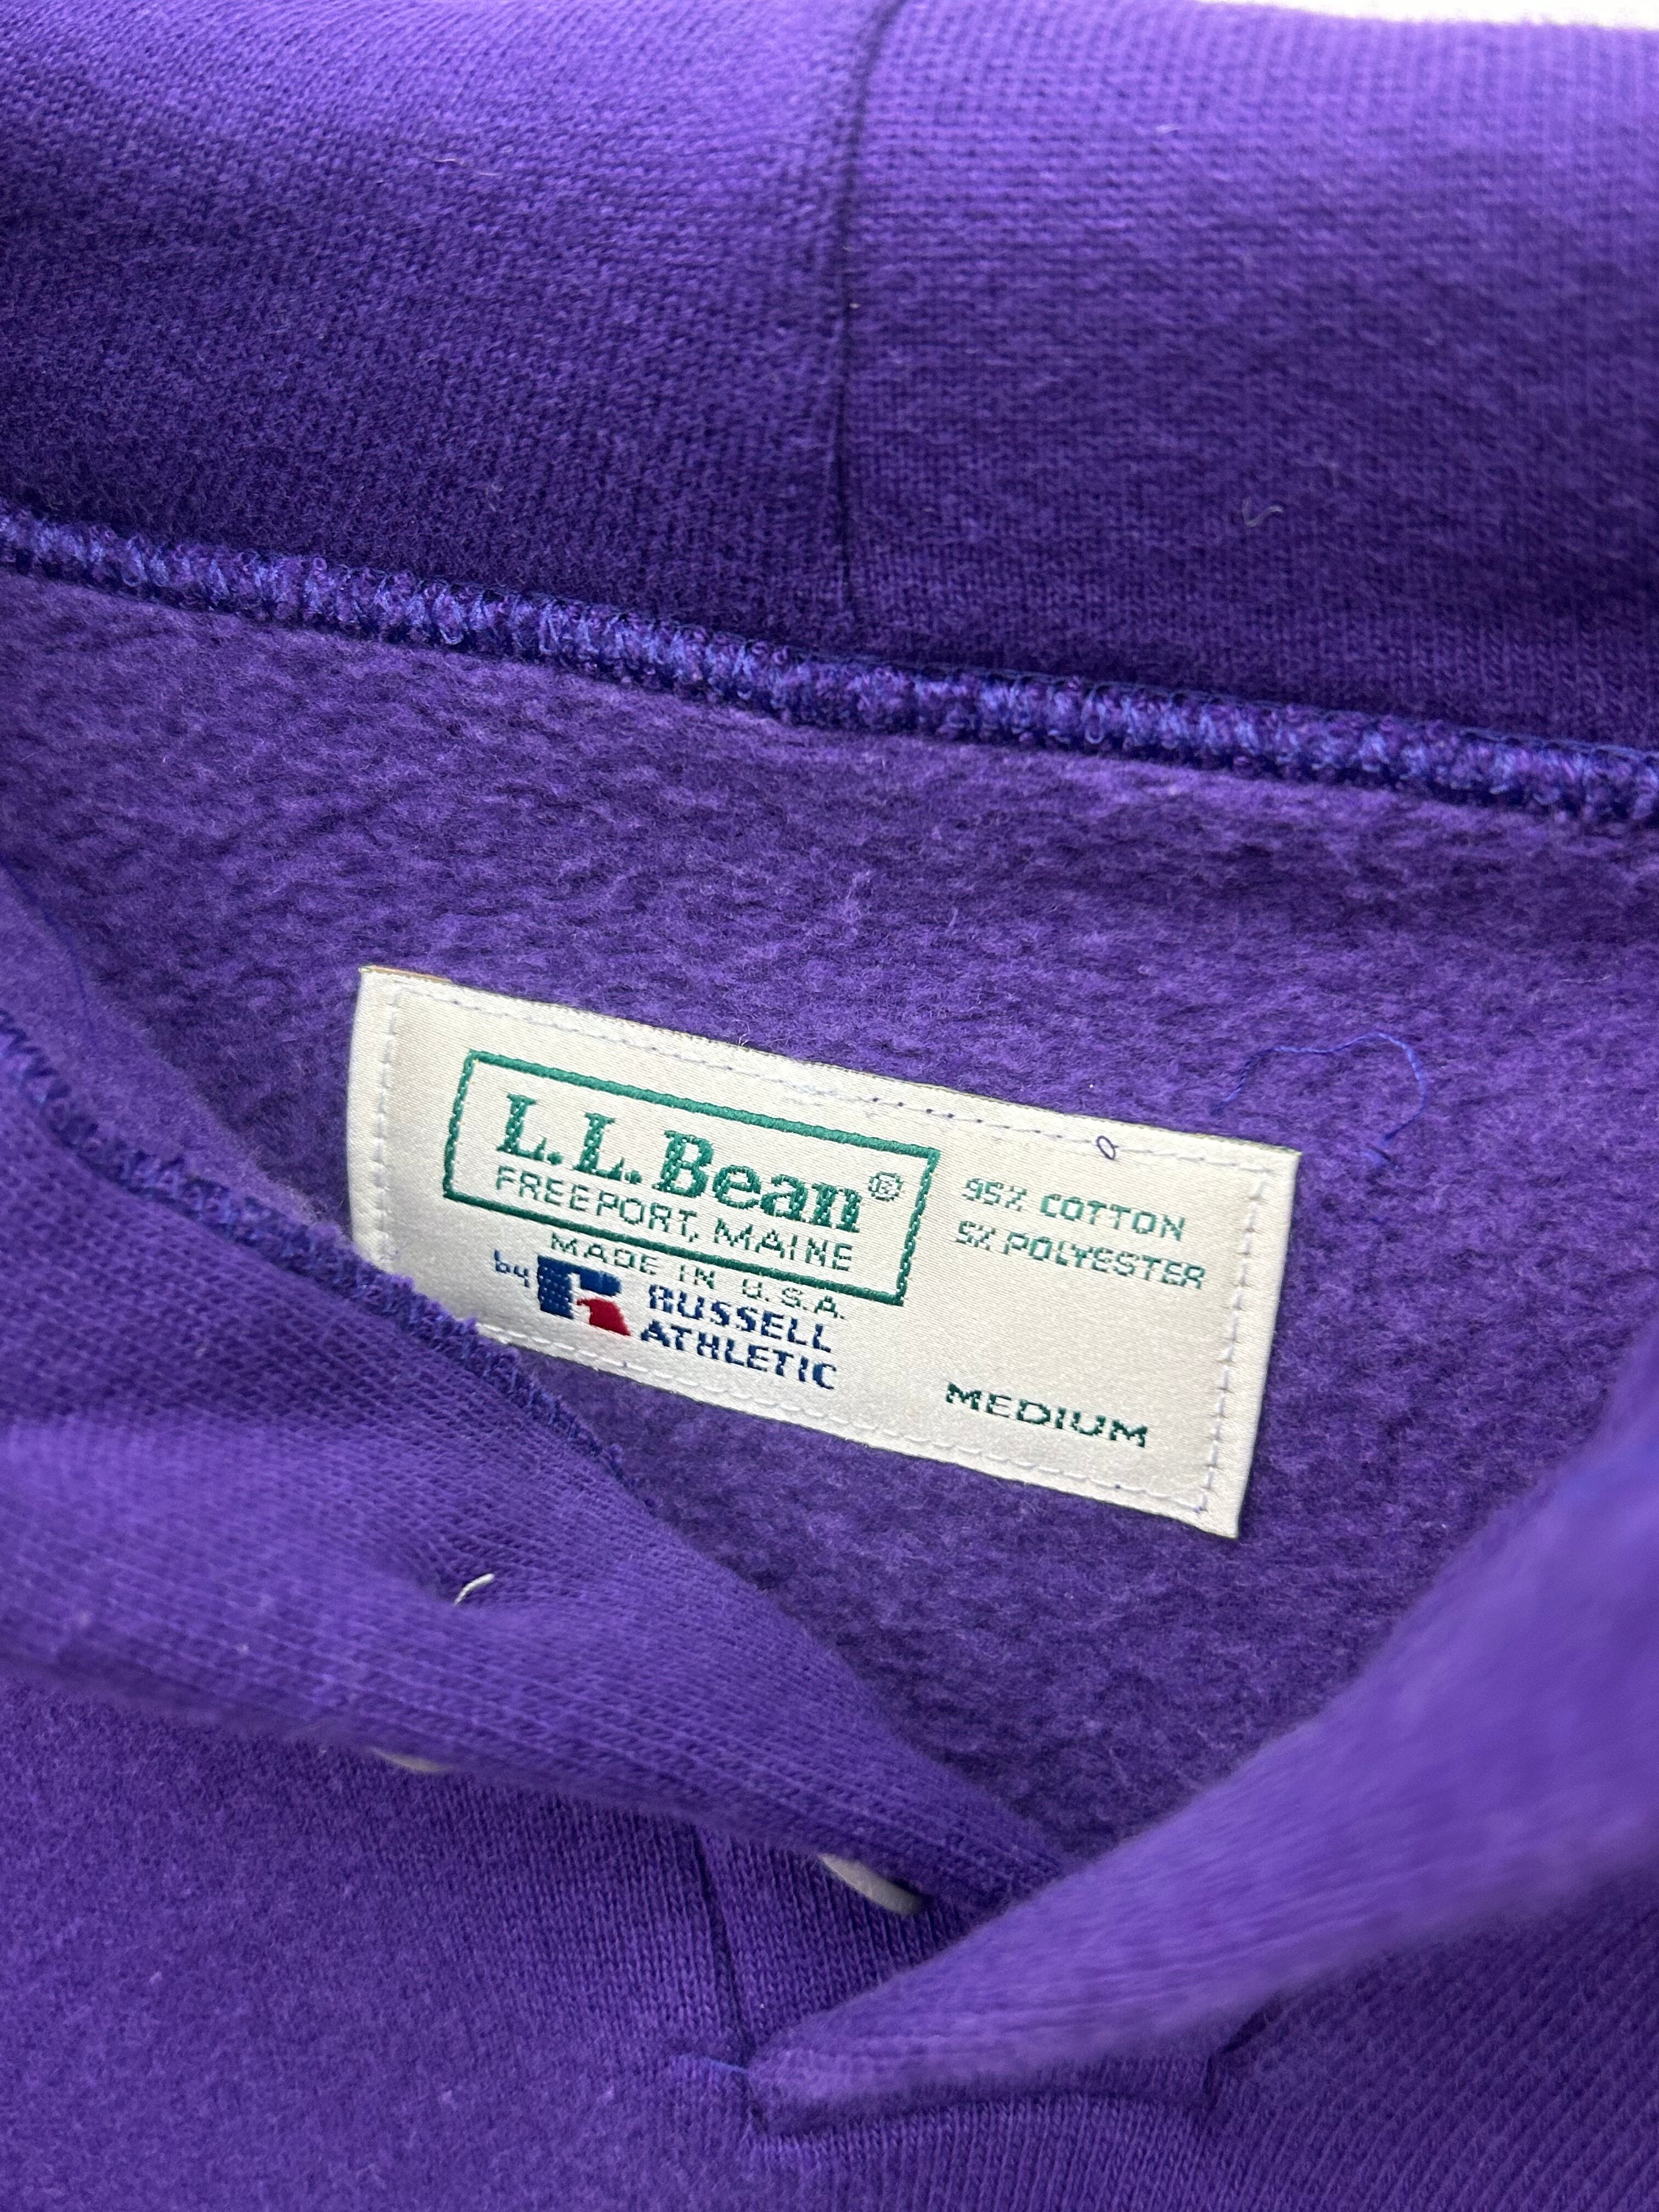 L.L.Bean®
FREEPORT, MAINE
MADE IN U.S.A.
by R RUSSELL
ATHLETIC
95% COTTON
5% POLYESTER
MEDIUM